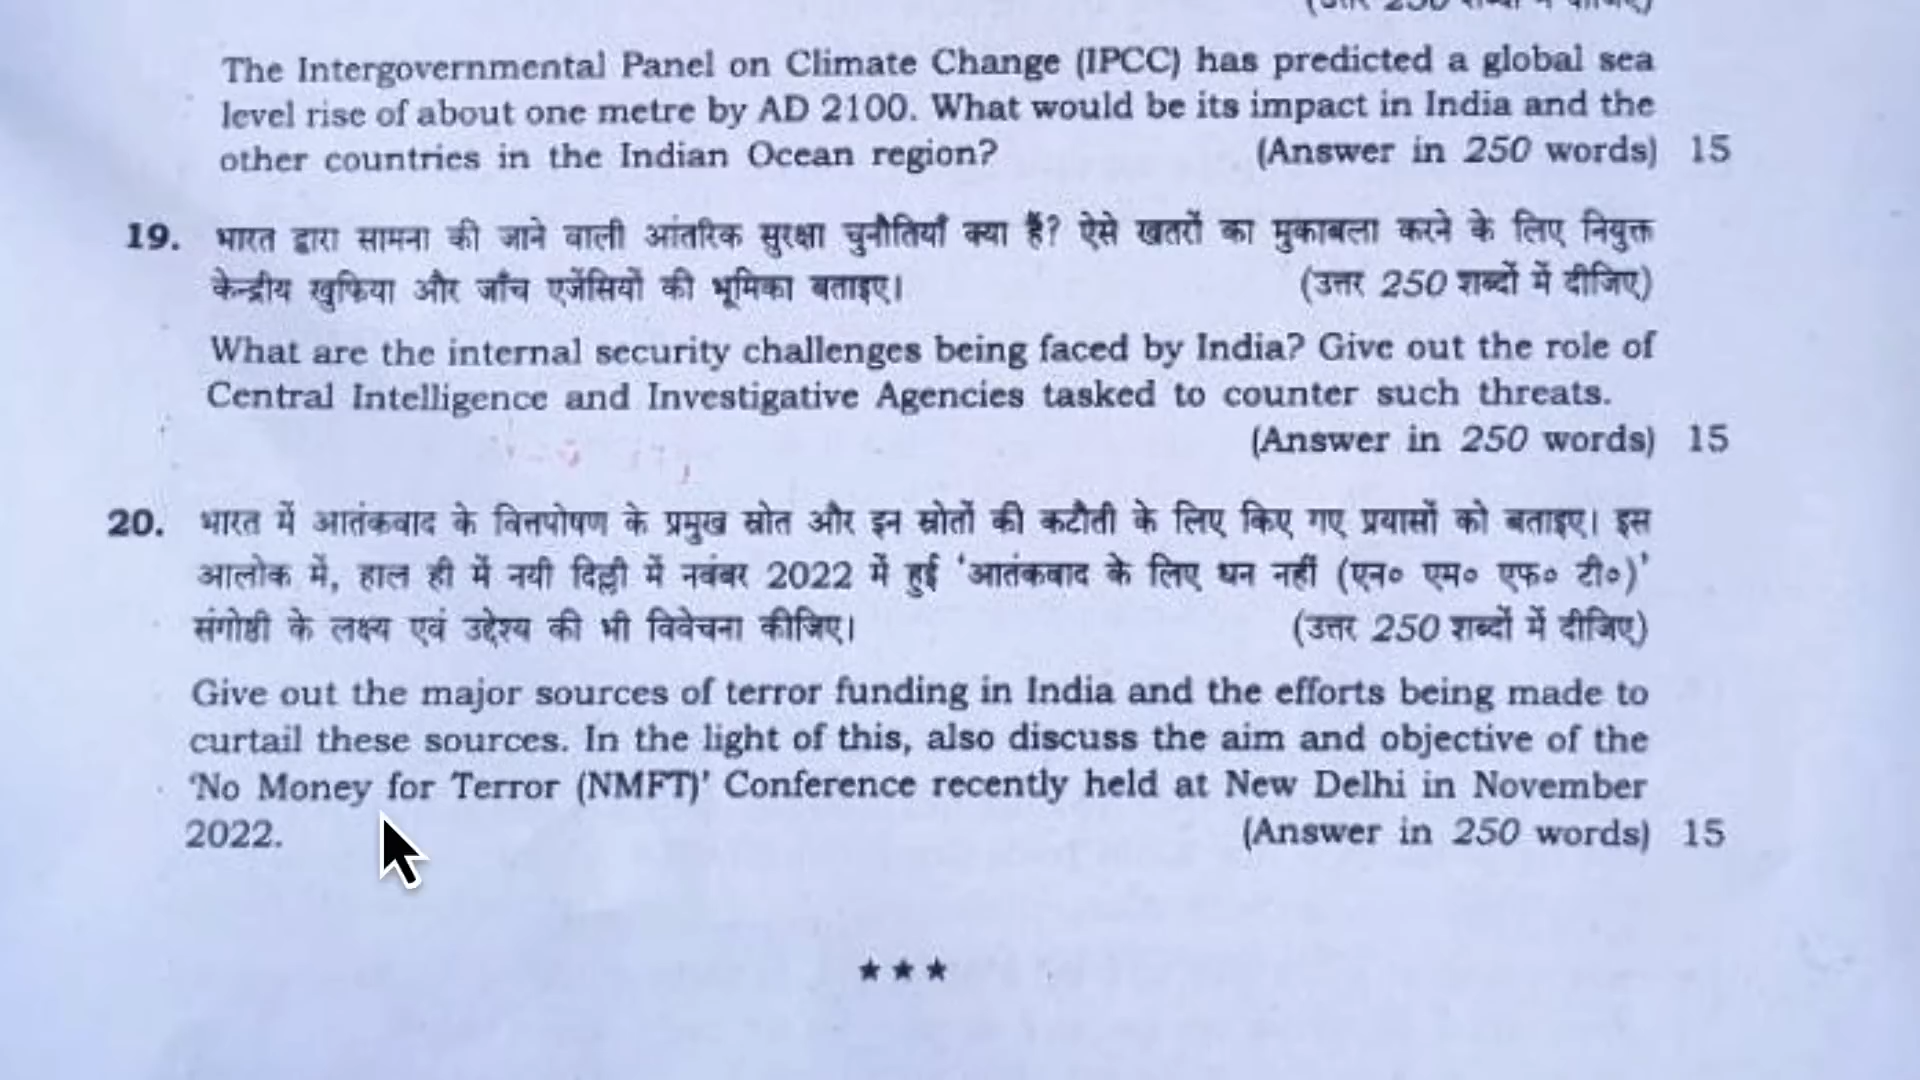 (उत्तर 250 शब्दों में दीजिए)
The Intergovernmental Panel on Climate Change (IPCC) has predicted a global sea
level rise of about one metre by AD 2100. What would be its impact in India and the
other countries in the Indian Ocean region? (Answer in 250 words) 15
19. भारत द्वारा सामना की जाने वाली आंतरिक सुरक्षा चुनौतियाँ क्या हैं? ऐसे खतरों का मुकाबला करने के लिए नियुक्त
केन्द्रीय खुफिया और जाँच एजेंसियों की भूमिका बताइए। (उत्तर 250 शब्दों में दीजिए)
What are the internal security challenges being faced by India? Give out the role of
Central Intelligence and Investigative Agencies tasked to counter such threats.
(Answer in 250 words) 15
20. भारत में आतंकवाद के वित्तपोषण के प्रमुख स्रोत और इन स्रोतों की कटौती के लिए किए गए प्रयासों को बताइए। इस
आलोक में, हाल ही में नयी दिल्ली में नवंबर 2022 में हुई 'आतंकवाद के लिए धन नहीं (एन० एम० एफ० टी०)'
संगोष्ठी के लक्ष्य एवं उद्देश्य की भी विवेचना कीजिए। (उत्तर 250 शब्दों में दीजिए)
Give out the major sources of terror funding in India and the efforts being made to
curtail these sources. In the light of this, also discuss the aim and objective of the
'No Money for Terror (NMFT)' Conference recently held at New Delhi in November
2022. (Answer in 250 words) 15
★★★